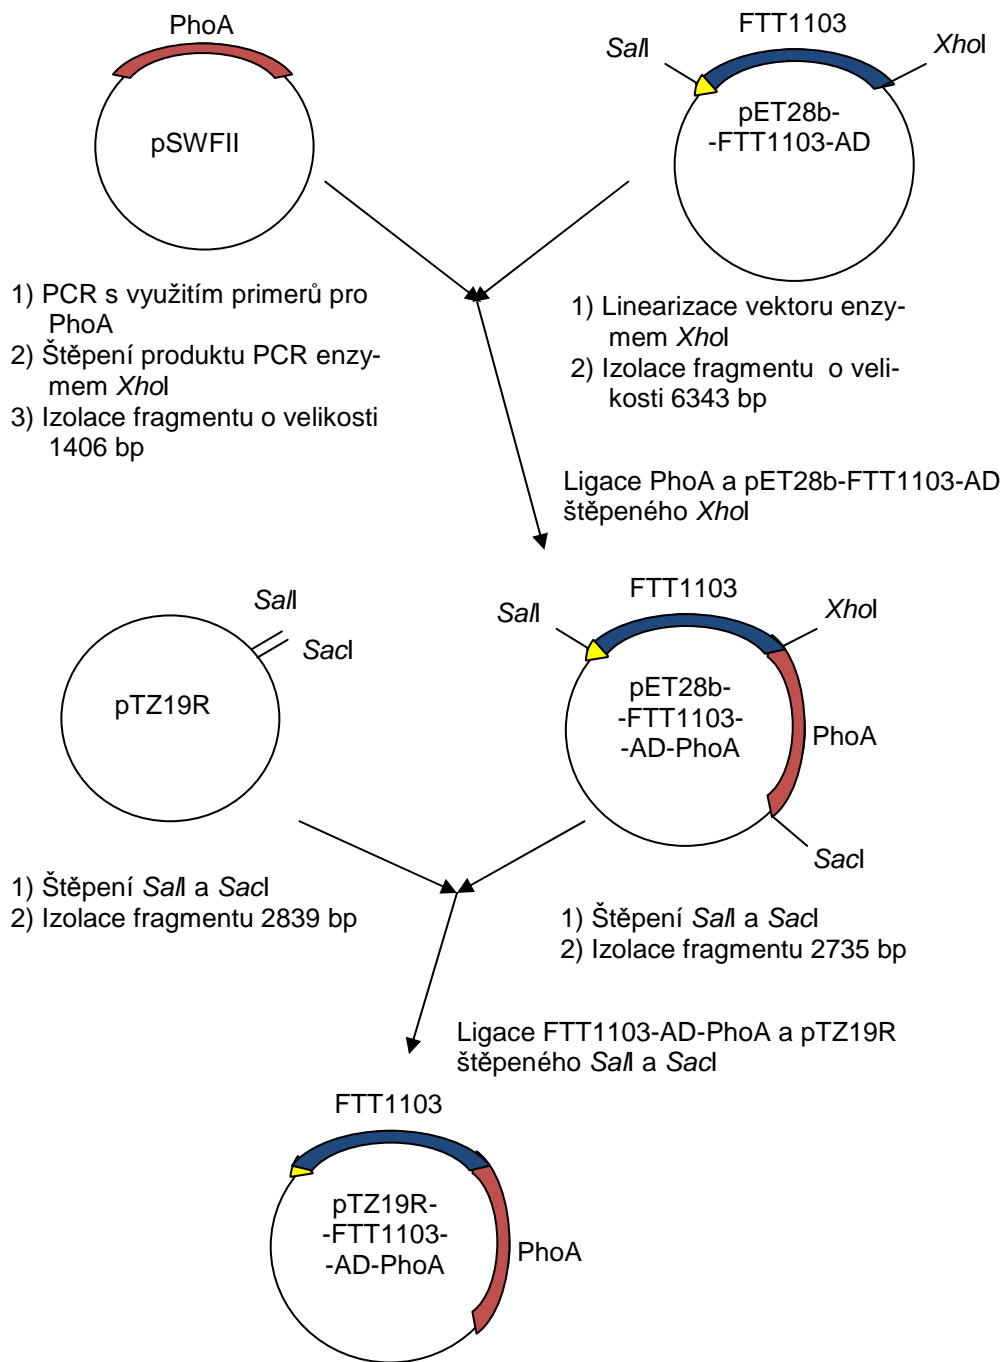 PhoA
pSWFII
FTT1103
SalI
XhoI
pET28b-
-FTT1103-AD
1) PCR s využitím primerů pro
PhoA
2) Štěpení produktu PCR enzy-
mem XhoI
3) Izolace fragmentu o velikosti
1406 bp
1) Linearizace vektoru enzy-
mem XhoI
2) Izolace fragmentu o veli-
kosti 6343 bp
Ligace PhoA a pET28b-FTT1103-AD
štěpeného XhoI
SalI
SacI
pTZ19R
FTT1103
SalI
XhoI
pET28b-
-FTT1103-
-AD-PhoA
PhoA
SacI
1) Štěpení SalI a SacI
2) Izolace fragmentu 2839 bp
1) Štěpení SalI a SacI
2) Izolace fragmentu 2735 bp
Ligace FTT1103-AD-PhoA a pTZ19R
štěpeného SalI a SacI
FTT1103
pTZ19R-
-FTT1103-
-AD-PhoA
PhoA